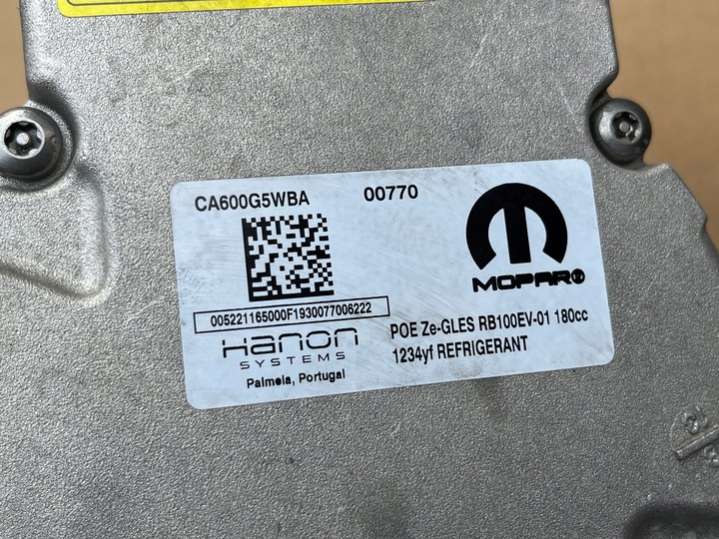 CA600G5WBA 00770
MOPAR
005221165000F1930077006222
Hanon
SYSTEMS
Palmela, Portugal
POE Ze-GLES RB100EV-01 180cc
1234yf REFRIGERANT